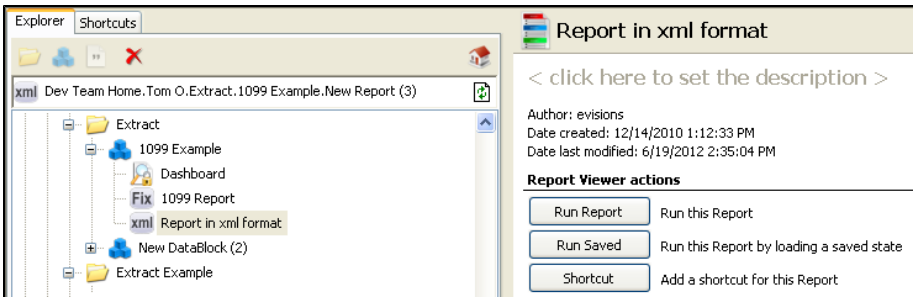 Explorer
Shortcuts
xml Dev Team Home.Tom O.Extract.1099 Example.New Report (3)
Extract
1099 Example
Dashboard
Fix 1099 Report
xml Report in xml format
New DataBlock (2)
Extract Example
Report in xml format
< click here to set the description >
Author: evisions
Date created: 12/14/2010 1:12:33 PM
Date last modified: 6/19/2012 2:35:04 PM
Report Viewer actions
Run Report Run this Report
Run Saved Run this Report by loading a saved state
Shortcut Add a shortcut for this Report